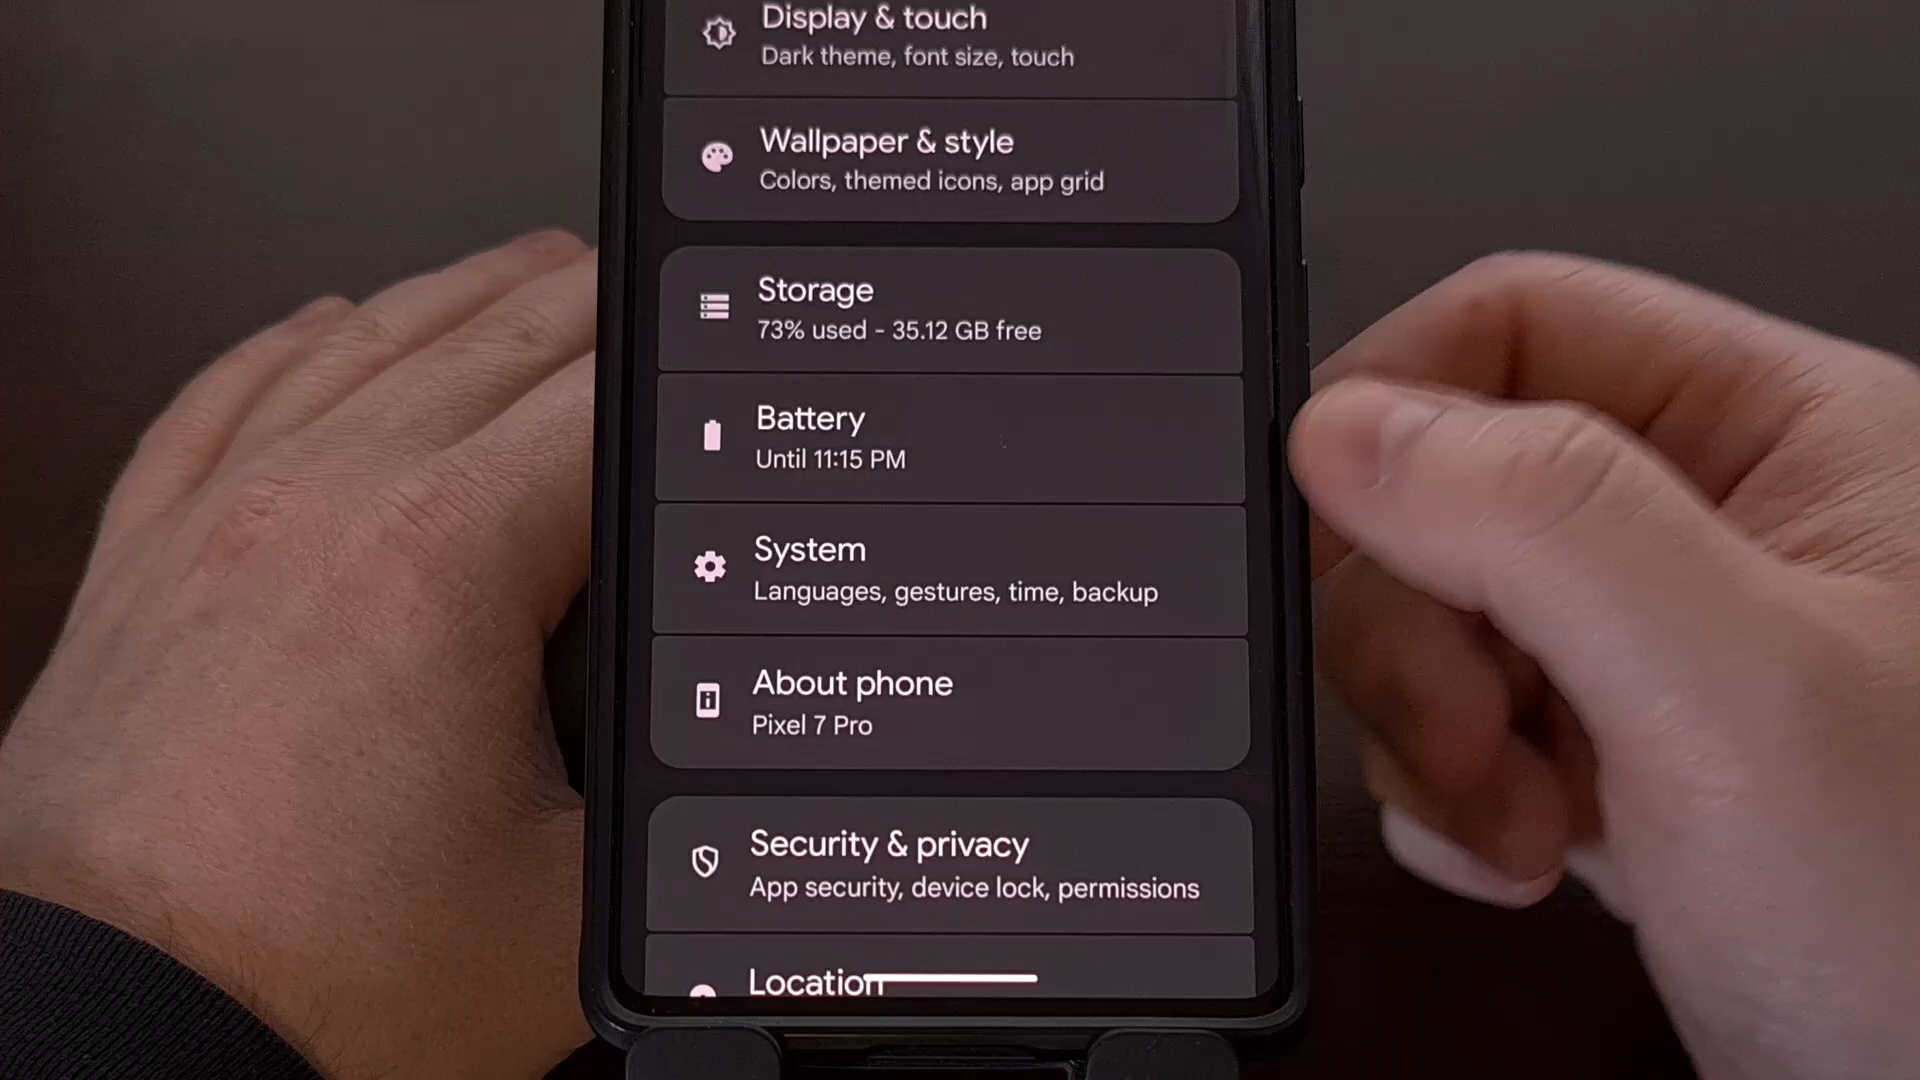 Display & touch
Dark theme, font size, touch
Wallpaper & style
Colors, themed icons, app grid
Storage
73% used - 35.12 GB free
Battery
Until 11:15 PM
System
Languages, gestures, time, backup
About phone
Pixel 7 Pro
Security & privacy
App security, device lock, permissions
Location